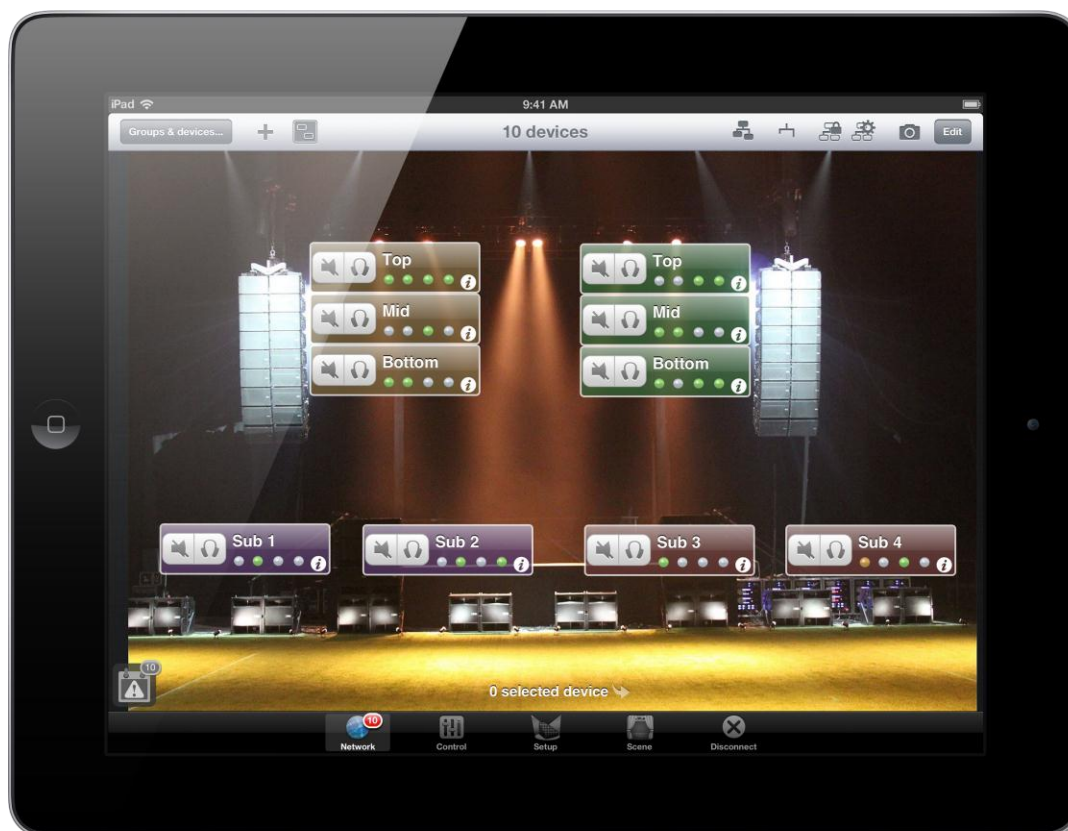 iPad
9:41 AM
Groups & devices...
10 devices
Edit
Top
Top
Mid
Mid
Bottom
Bottom
Sub 1
Sub 2
Sub 3
Sub 4
10
0 selected device
10
Network
Control
Setup
Scene
Disconnect